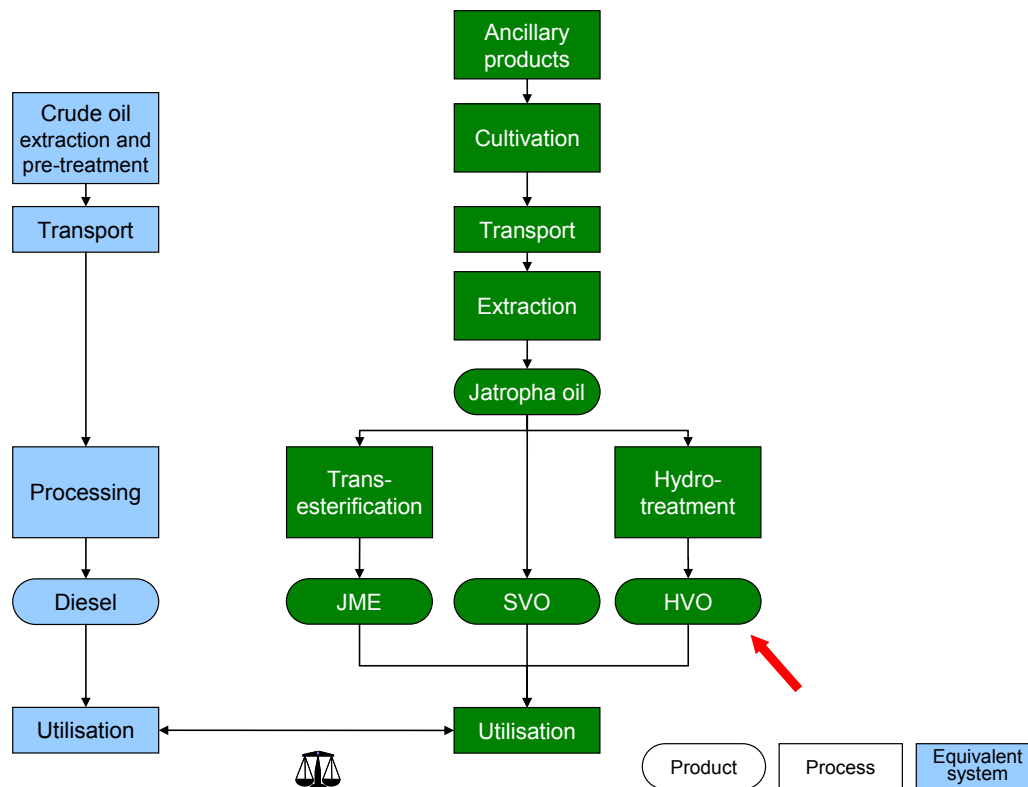 Ancillary
products
Crude oil
extraction and
pre-treatment
Cultivation
Transport
Transport
Extraction
Jatropha oil
Processing
Trans-
esterification
Hydro-
treatment
Diesel
JME
SVO
HVO
Utilisation
Utilisation
Product
Process
Equivalent
system